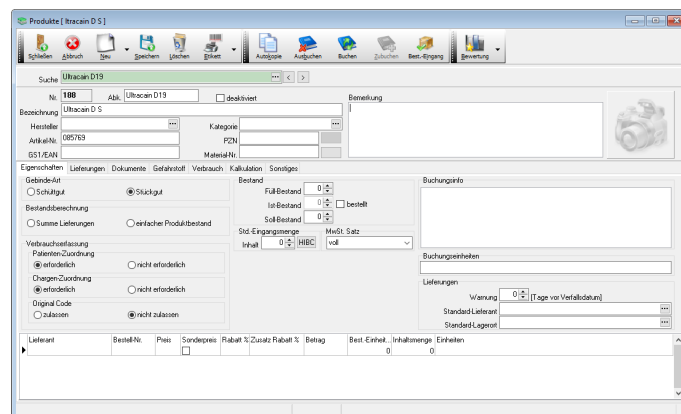 Produkte [ ltracain D S ]
Schließen Abbruch Neu Speichern Löschen Etikett Autokopie Ausbuchen Buchen Zubuchen Best.-Eingang Bewertung
Suche Ultracain D19 ... < >
Nr. 188 Abk. Ultracain D19 deaktiviert Bemerkung
Bezeichnung Ultracain D S
Hersteller ... Kategorie ...
Artikel-Nr. 085769 PZN
GS1/EAN Material-Nr.
Eigenschaften Lieferungen Dokumente Gefahrstoff Verbrauch Kalkulation Sonstiges
Gebinde-Art Bestand Buchungsinfo
Schüttgut Stückgut Füll-Bestand 0
Bestandsberechnung Ist-Bestand 0 bestellt
Summe Lieferungen einfacher Produktbestand Soll-Bestand 0
Std.-Eingangsmenge MwSt. Satz
Verbrauchserfassung Inhalt 0 HIBC voll
Patienten-Zuordnung Buchungseinheiten
erforderlich nicht erforderlich
Chargen-Zuordnung Lieferungen
erforderlich nicht erforderlich Warnung 0 [Tage vor Verfallsdatum]
Original Code Standard-Lieferant ...
zulassen nicht zulassen Standard-Lagerort ...
Lieferant Bestell-Nr. Preis Sonderpreis Rabatt % Zusatz Rabatt % Betrag Best.-Einheit... Inhaltsmenge Einheiten
0 0